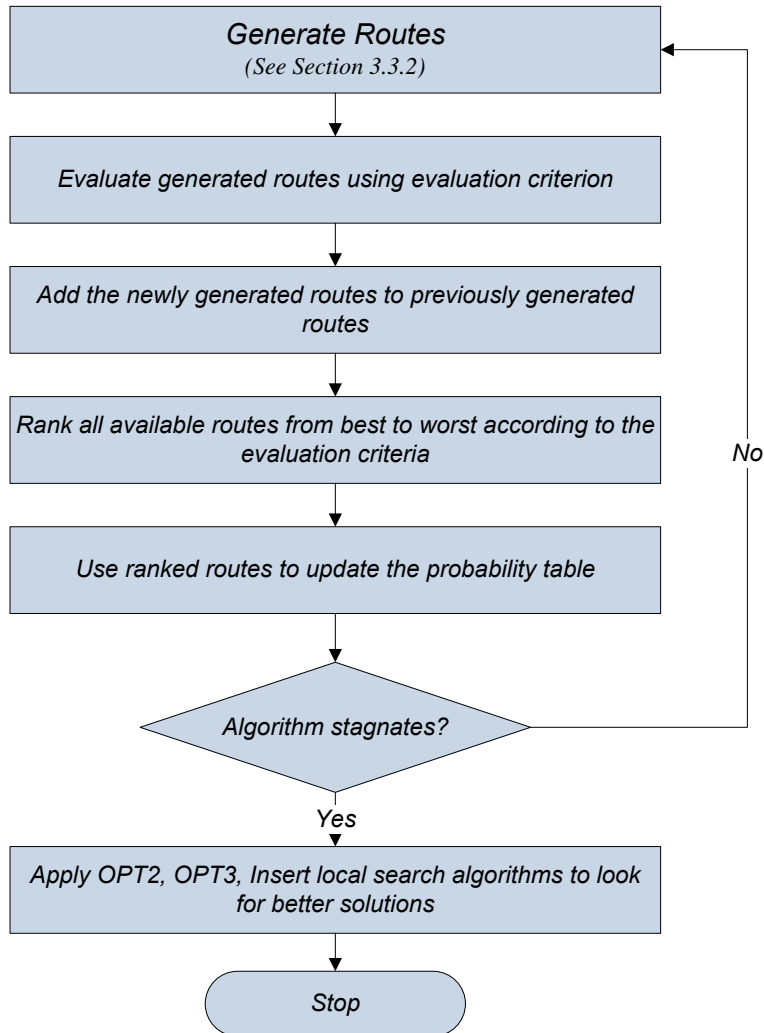 Generate Routes
(See Section 3.3.2)
Evaluate generated routes using evaluation criterion
Add the newly generated routes to previously generated
routes
Rank all available routes from best to worst according to the
evaluation criteria
No
Use ranked routes to update the probability table
Algorithm stagnates?
Yes
Apply OPT2, OPT3, Insert local search algorithms to look
for better solutions
Stop